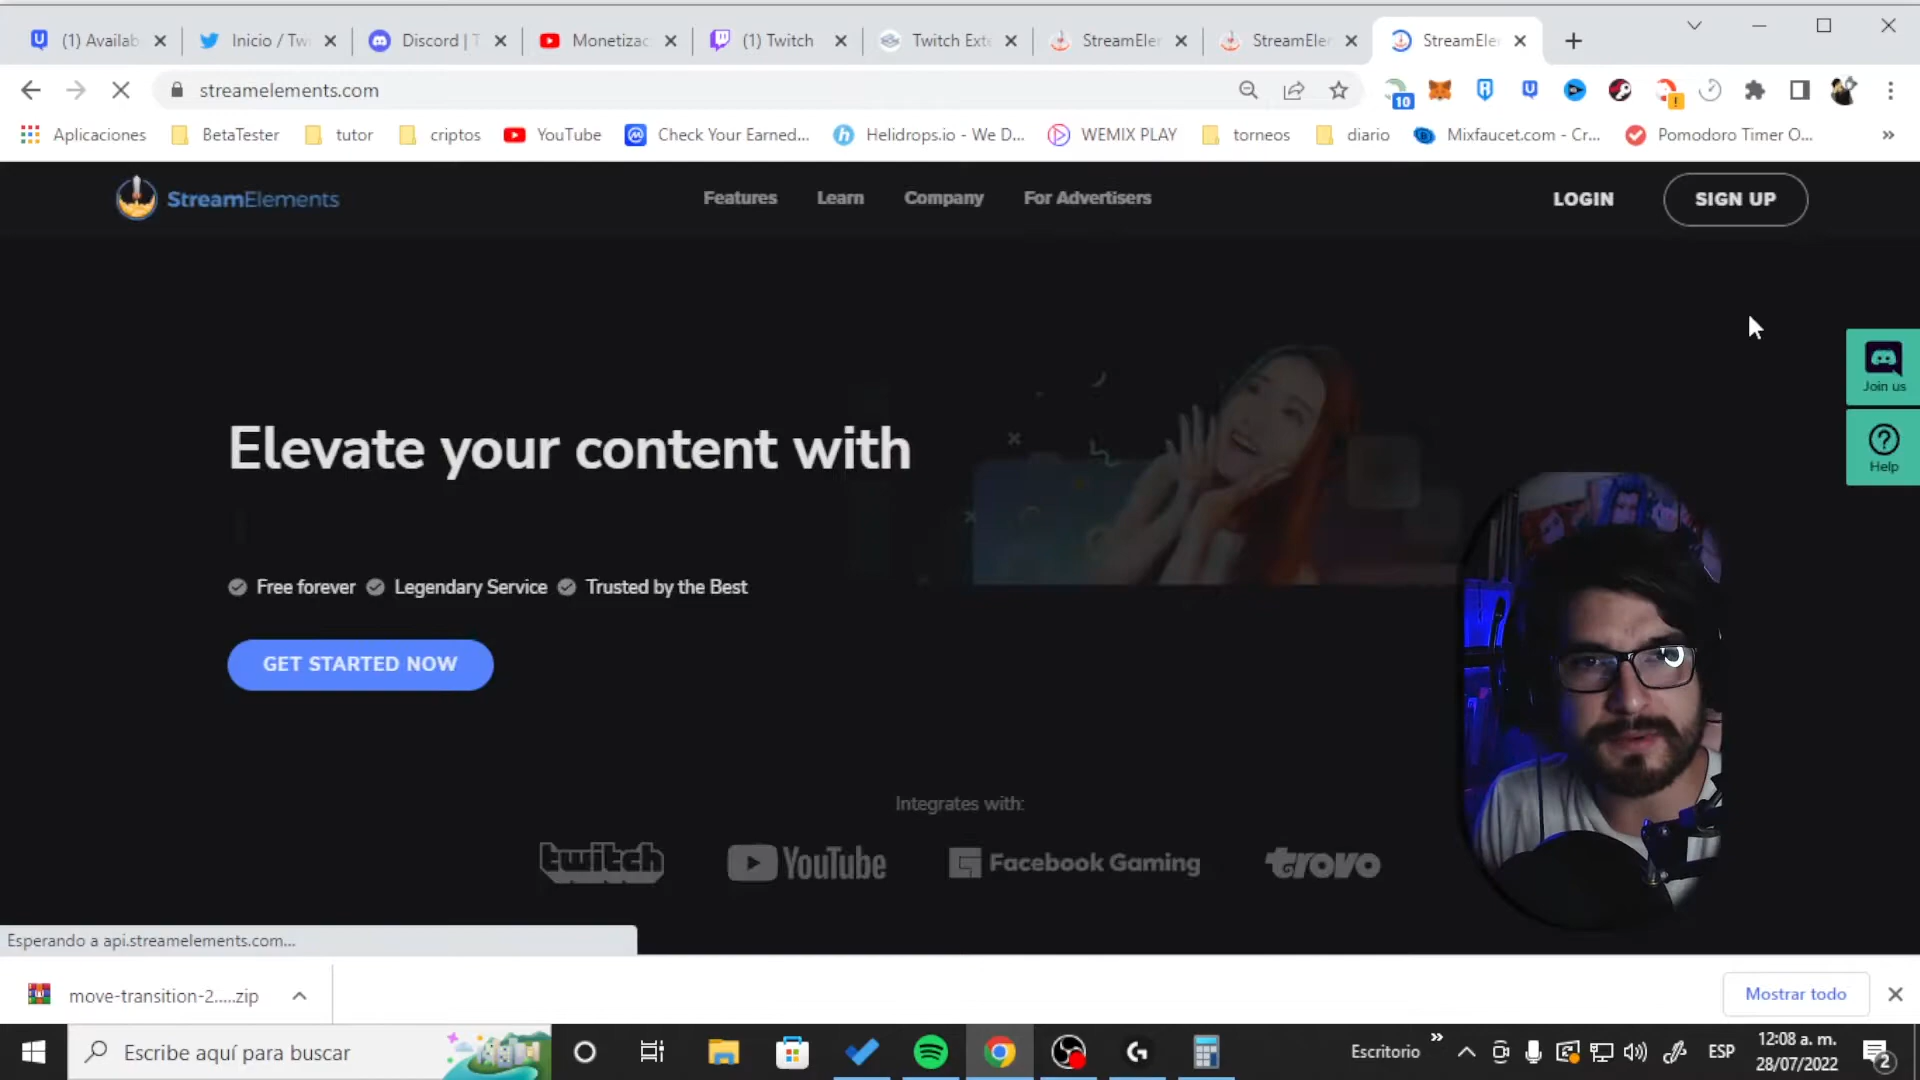 (1) Availab
Inicio / Tw
Discord | T
Monetizac
(1) Twitch
Twitch Exte
StreamEler
StreamEler
StreamEler
streamelements.com
10
Aplicaciones
BetaTester
tutor
criptos
YouTube
Check Your Earned...
Helidrops.io - We D...
WEMIX PLAY
torneos
diario
Mixfaucet.com - Cr...
Pomodoro Timer O...
»
StreamElements
Features
Learn
Company
For Advertisers
LOGIN
SIGN UP
Join us
Help
Elevate your content with
Free forever
Legendary Service
Trusted by the Best
GET STARTED NOW
Integrates with:
twitch
YouTube
Facebook Gaming
trovo
Esperando a api.streamelements.com...
move-transition-2.....zip
Mostrar todo
Escribe aquí para buscar
Escritorio
»
ESP
12:08 a. m.
28/07/2022
2